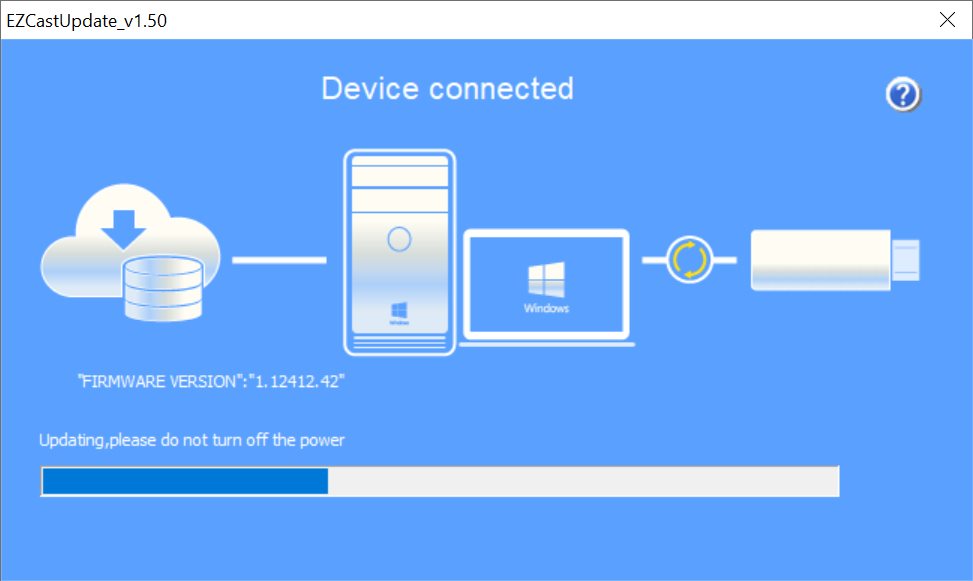 EZCastUpdate_v1.50
Device connected
?
Windows
Windows
"FIRMWARE VERSION":"1.12412.42"
Updating,please do not turn off the power